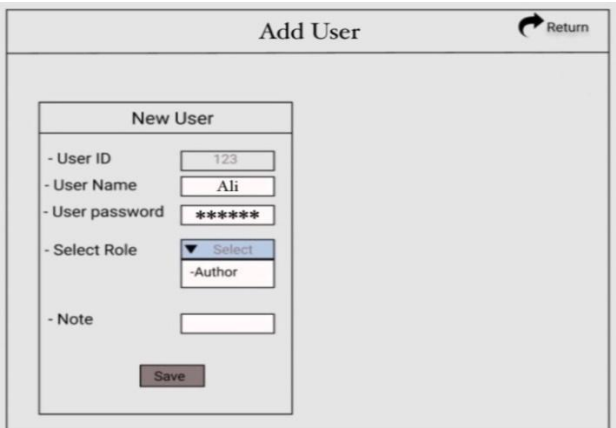 Add User
Return
New User
- User ID 123
- User Name Ali
- User password ******
- Select Role Select
-Author
- Note
Save